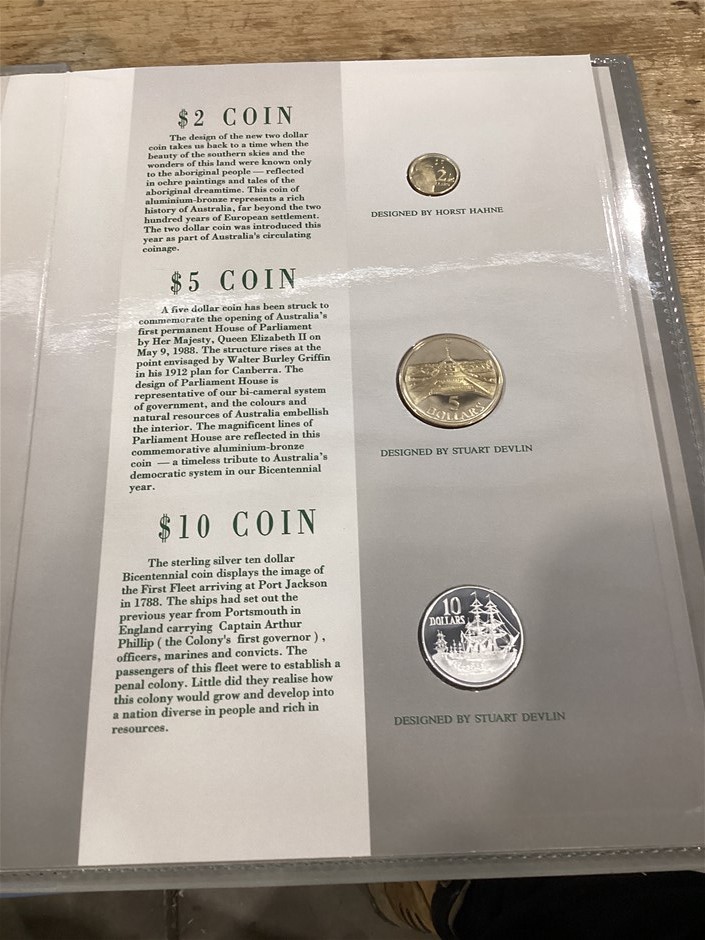 $2 COIN
The design of the new two dollar
coin takes us back to a time when the
beauty of the southern skies and the
wonders of this land were known only
to the aboriginal people — reflected
in ochre paintings and tales of the
aboriginal dreamtime. This coin of
aluminium-bronze represents a rich
history of Australia, far beyond the two
hundred years of European settlement.
The two dollar coin was introduced this
year as part of Australia's circulating
coinage.
2
DESIGNED BY HORST HAHNE
$5 COIN
A five dollar coin has been struck to
commemorate the opening of Australia's
first permanent House of Parliament
by Her Majesty, Queen Elizabeth II on
May 9, 1988. The structure rises at the
point envisaged by Walter Burley Griffin
in his 1912 plan for Canberra. The
design of Parliament House is
representative of our bi-cameral system
of government, and the colours and
natural resources of Australia embellish
the interior. The magnificent lines of
Parliament House are reflected in this
commemorative aluminium-bronze
coin — a timeless tribute to Australia's
democratic system in our Bicentennial
year.
5
DOLLARS
DESIGNED BY STUART DEVLIN
$10 COIN
The sterling silver ten dollar
Bicentennial coin displays the image of
the First Fleet arriving at Port Jackson
in 1788. The ships had set out the
previous year from Portsmouth in
England carrying Captain Arthur
Phillip ( the Colony's first governor ) ,
officers, marines and convicts. The
passengers of this fleet were to establish a
penal colony. Little did they realise how
this colony would grow and develop into
a nation diverse in people and rich in
resources.
10
DOLLARS
DESIGNED BY STUART DEVLIN